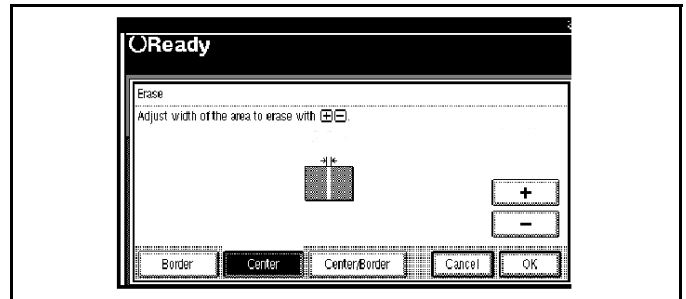 Ready
Erase
Adjust width of the area to erase with [+][-].
+
−
Border Center Center/Border Cancel OK